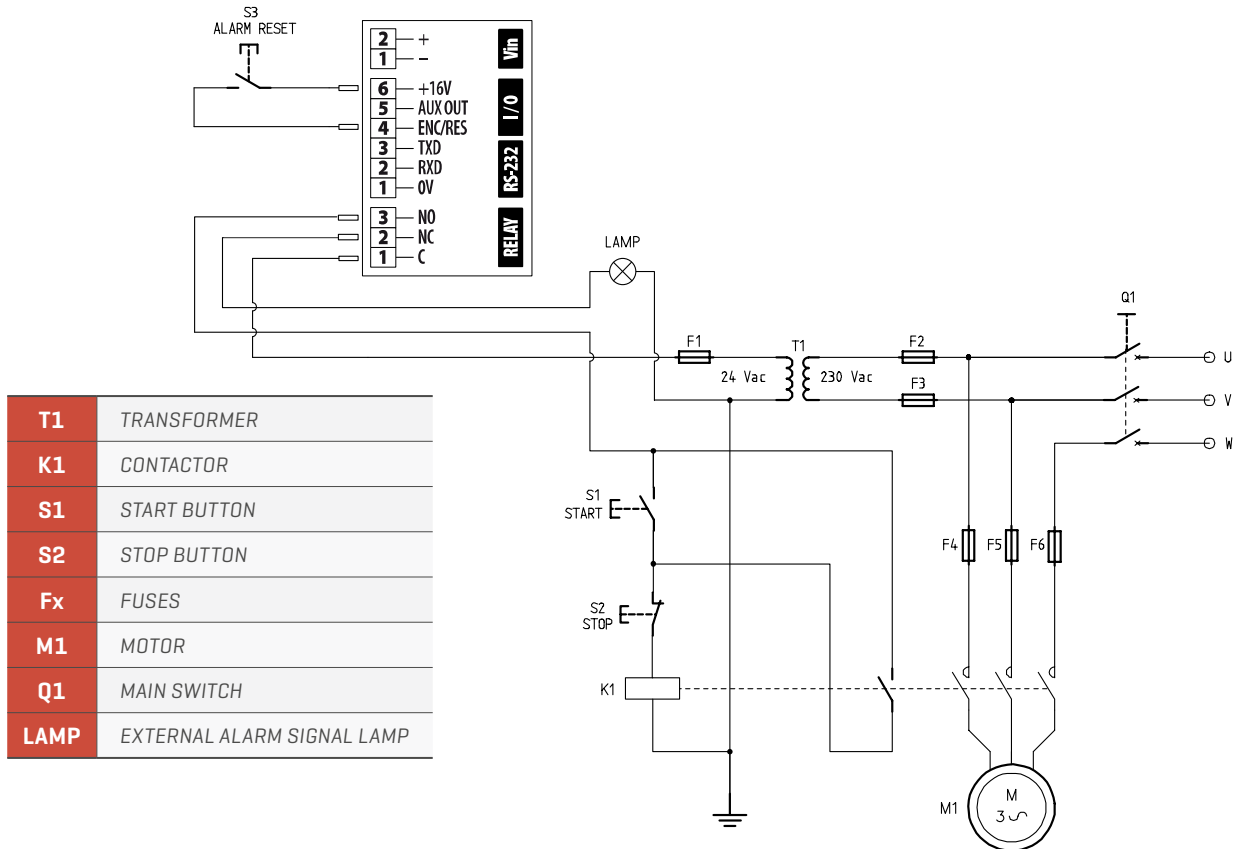 S3
ALARM RESET
2 +
1 -
Vin
6 +16V
5 AUX OUT
4 ENC/RES
I/O
3 TXD
2 RXD
1 0V
RS-232
3 NO
2 NC
1 C
RELAY
LAMP
Q1
F1
T1
F2
U
24 Vac
230 Vac
F3
V
W
T1 TRANSFORMER
K1 CONTACTOR
S1 START BUTTON
S2 STOP BUTTON
Fx FUSES
M1 MOTOR
Q1 MAIN SWITCH
LAMP EXTERNAL ALARM SIGNAL LAMP
S1
START
F4
F5
F6
S2
STOP
K1
M1
M
3